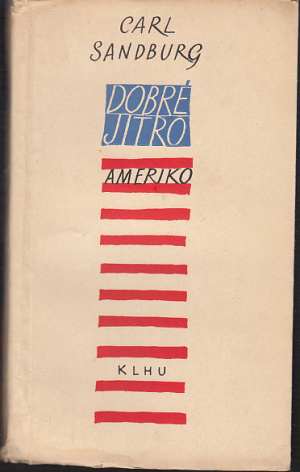 CARL
SANDBURG
DOBRÉ
JITRO
AMERIKO
KLHU